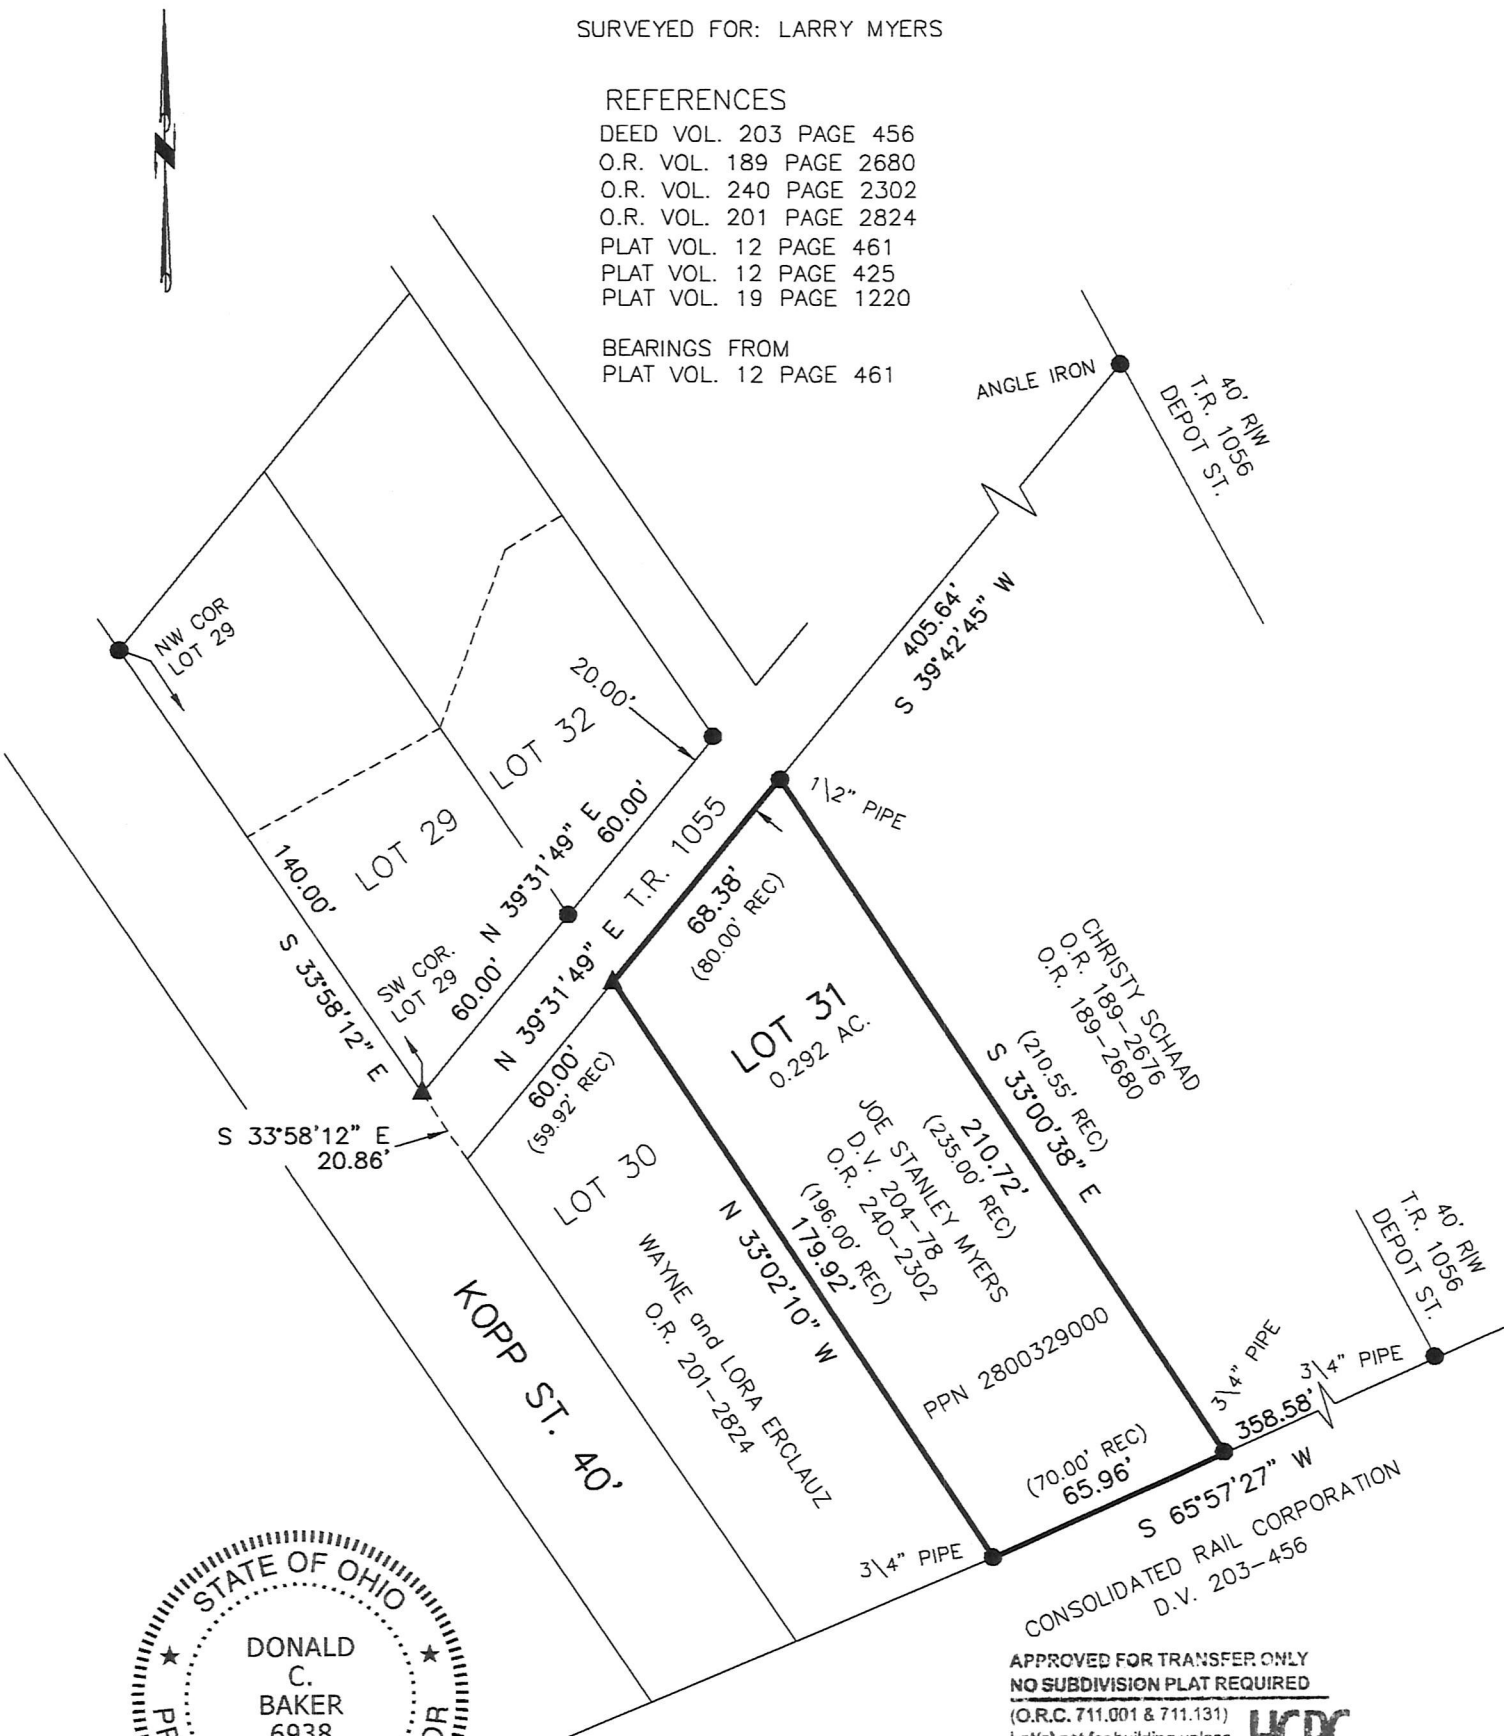 SURVEYED FOR: LARRY MYERS
REFERENCES
DEED VOL. 203 PAGE 456
O.R. VOL. 189 PAGE 2680
O.R. VOL. 240 PAGE 2302
O.R. VOL. 201 PAGE 2824
PLAT VOL. 12 PAGE 461
PLAT VOL. 12 PAGE 425
PLAT VOL. 19 PAGE 1220
BEARINGS FROM
PLAT VOL. 12 PAGE 461
N
ANGLE IRON
40' R\W
T.R. 1056
DEPOT ST.
405.64'
S 39°42'45" W
NW COR
LOT 29
20.00'
LOT 32
LOT 29
140.00'
S 33°58'12" E
N 39°31'49" E
60.00'
SW COR.
LOT 29
60.00'
N 39°31'49" E
T.R. 1055
1\2" PIPE
68.38'
(80.00' REC)
60.00'
(59.92' REC)
S 33°58'12" E
20.86'
LOT 31
0.292 AC.
CHRISTY SCHAAD
O.R. 189-2676
O.R. 189-2680
(210.55' REC)
S 33°00'38" E
210.72'
(235.00' REC)
JOE STANLEY MYERS
D.V. 204-78
O.R. 240-2302
(196.00' REC)
179.92'
N 33°02'10" W
LOT 30
WAYNE and LORA ERCLAUZ
O.R. 201-2824
KOPP ST. 40'
PPN 2800329000
40' R\W
T.R. 1056
DEPOT ST.
3\4" PIPE
3\4" PIPE
358.58'
(70.00' REC)
65.96'
S 65°57'27" W
3\4" PIPE
CONSOLIDATED RAIL CORPORATION
D.V. 203-456
STATE OF OHIO
DONALD
C.
BAKER
6938
APPROVED FOR TRANSFER ONLY
NO SUBDIVISION PLAT REQUIRED
(O.R.C. 711.001 & 711.131)
HCPC